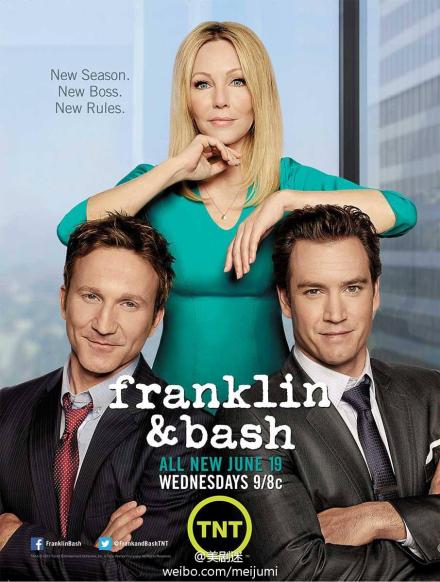 New Season.
New Boss.
New Rules.
franklin
&bash
ALL NEW JUNE 19
WEDNESDAYS 9/8c
TNT
FranklinBash
@FrankandBashTNT
@美剧迷
weibo.com/meijumi